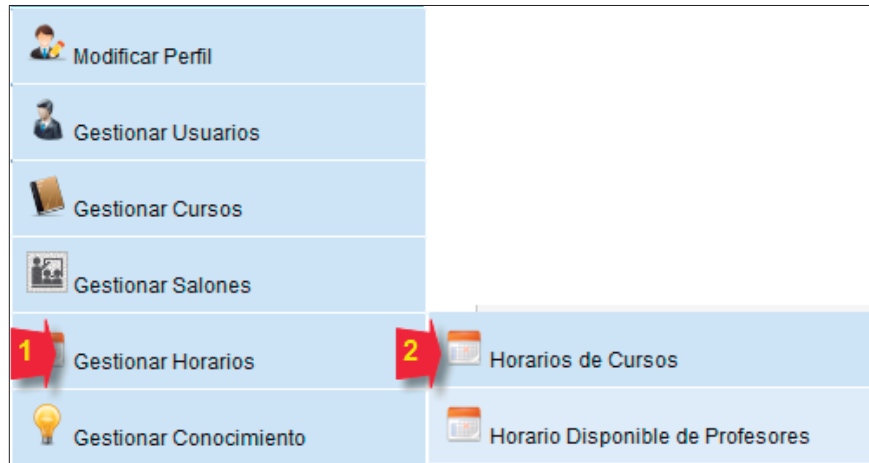 Modificar Perfil
Gestionar Usuarios
Gestionar Cursos
Gestionar Salones
1 Gestionar Horarios
2 Horarios de Cursos
Gestionar Conocimiento
Horario Disponible de Profesores